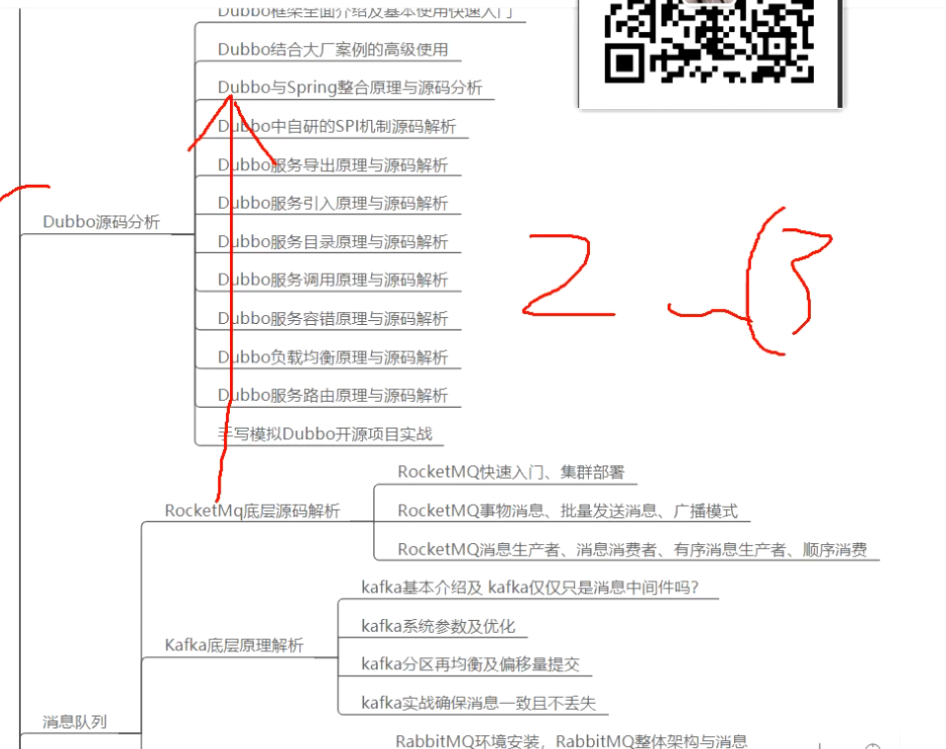 Dubbo框架全面介绍及基本使用快速入门
Dubbo结合大厂案例的高级使用
Dubbo与Spring整合原理与源码分析
Dubbo中自研的SPI机制源码解析
Dubbo服务导出原理与源码解析
Dubbo服务引入原理与源码解析
Dubbo源码分析
Dubbo服务目录原理与源码解析
Dubbo服务调用原理与源码解析
Dubbo服务容错原理与源码解析
Dubbo负载均衡原理与源码解析
Dubbo服务路由原理与源码解析
手写模拟Dubbo开源项目实战
2
RocketMQ快速入门、集群部署
RocketMq底层源码解析
RocketMQ事物消息、批量发送消息、广播模式
RocketMQ消息生产者、消息消费者、有序消息生产者、顺序消费
kafka基本介绍及 kafka仅仅只是消息中间件吗?
kafka系统参数及优化
Kafka底层原理解析
kafka分区再均衡及偏移量提交
kafka实战确保消息一致且不丢失
消息队列
RabbitMQ环境安装，RabbitMQ整体架构与消息